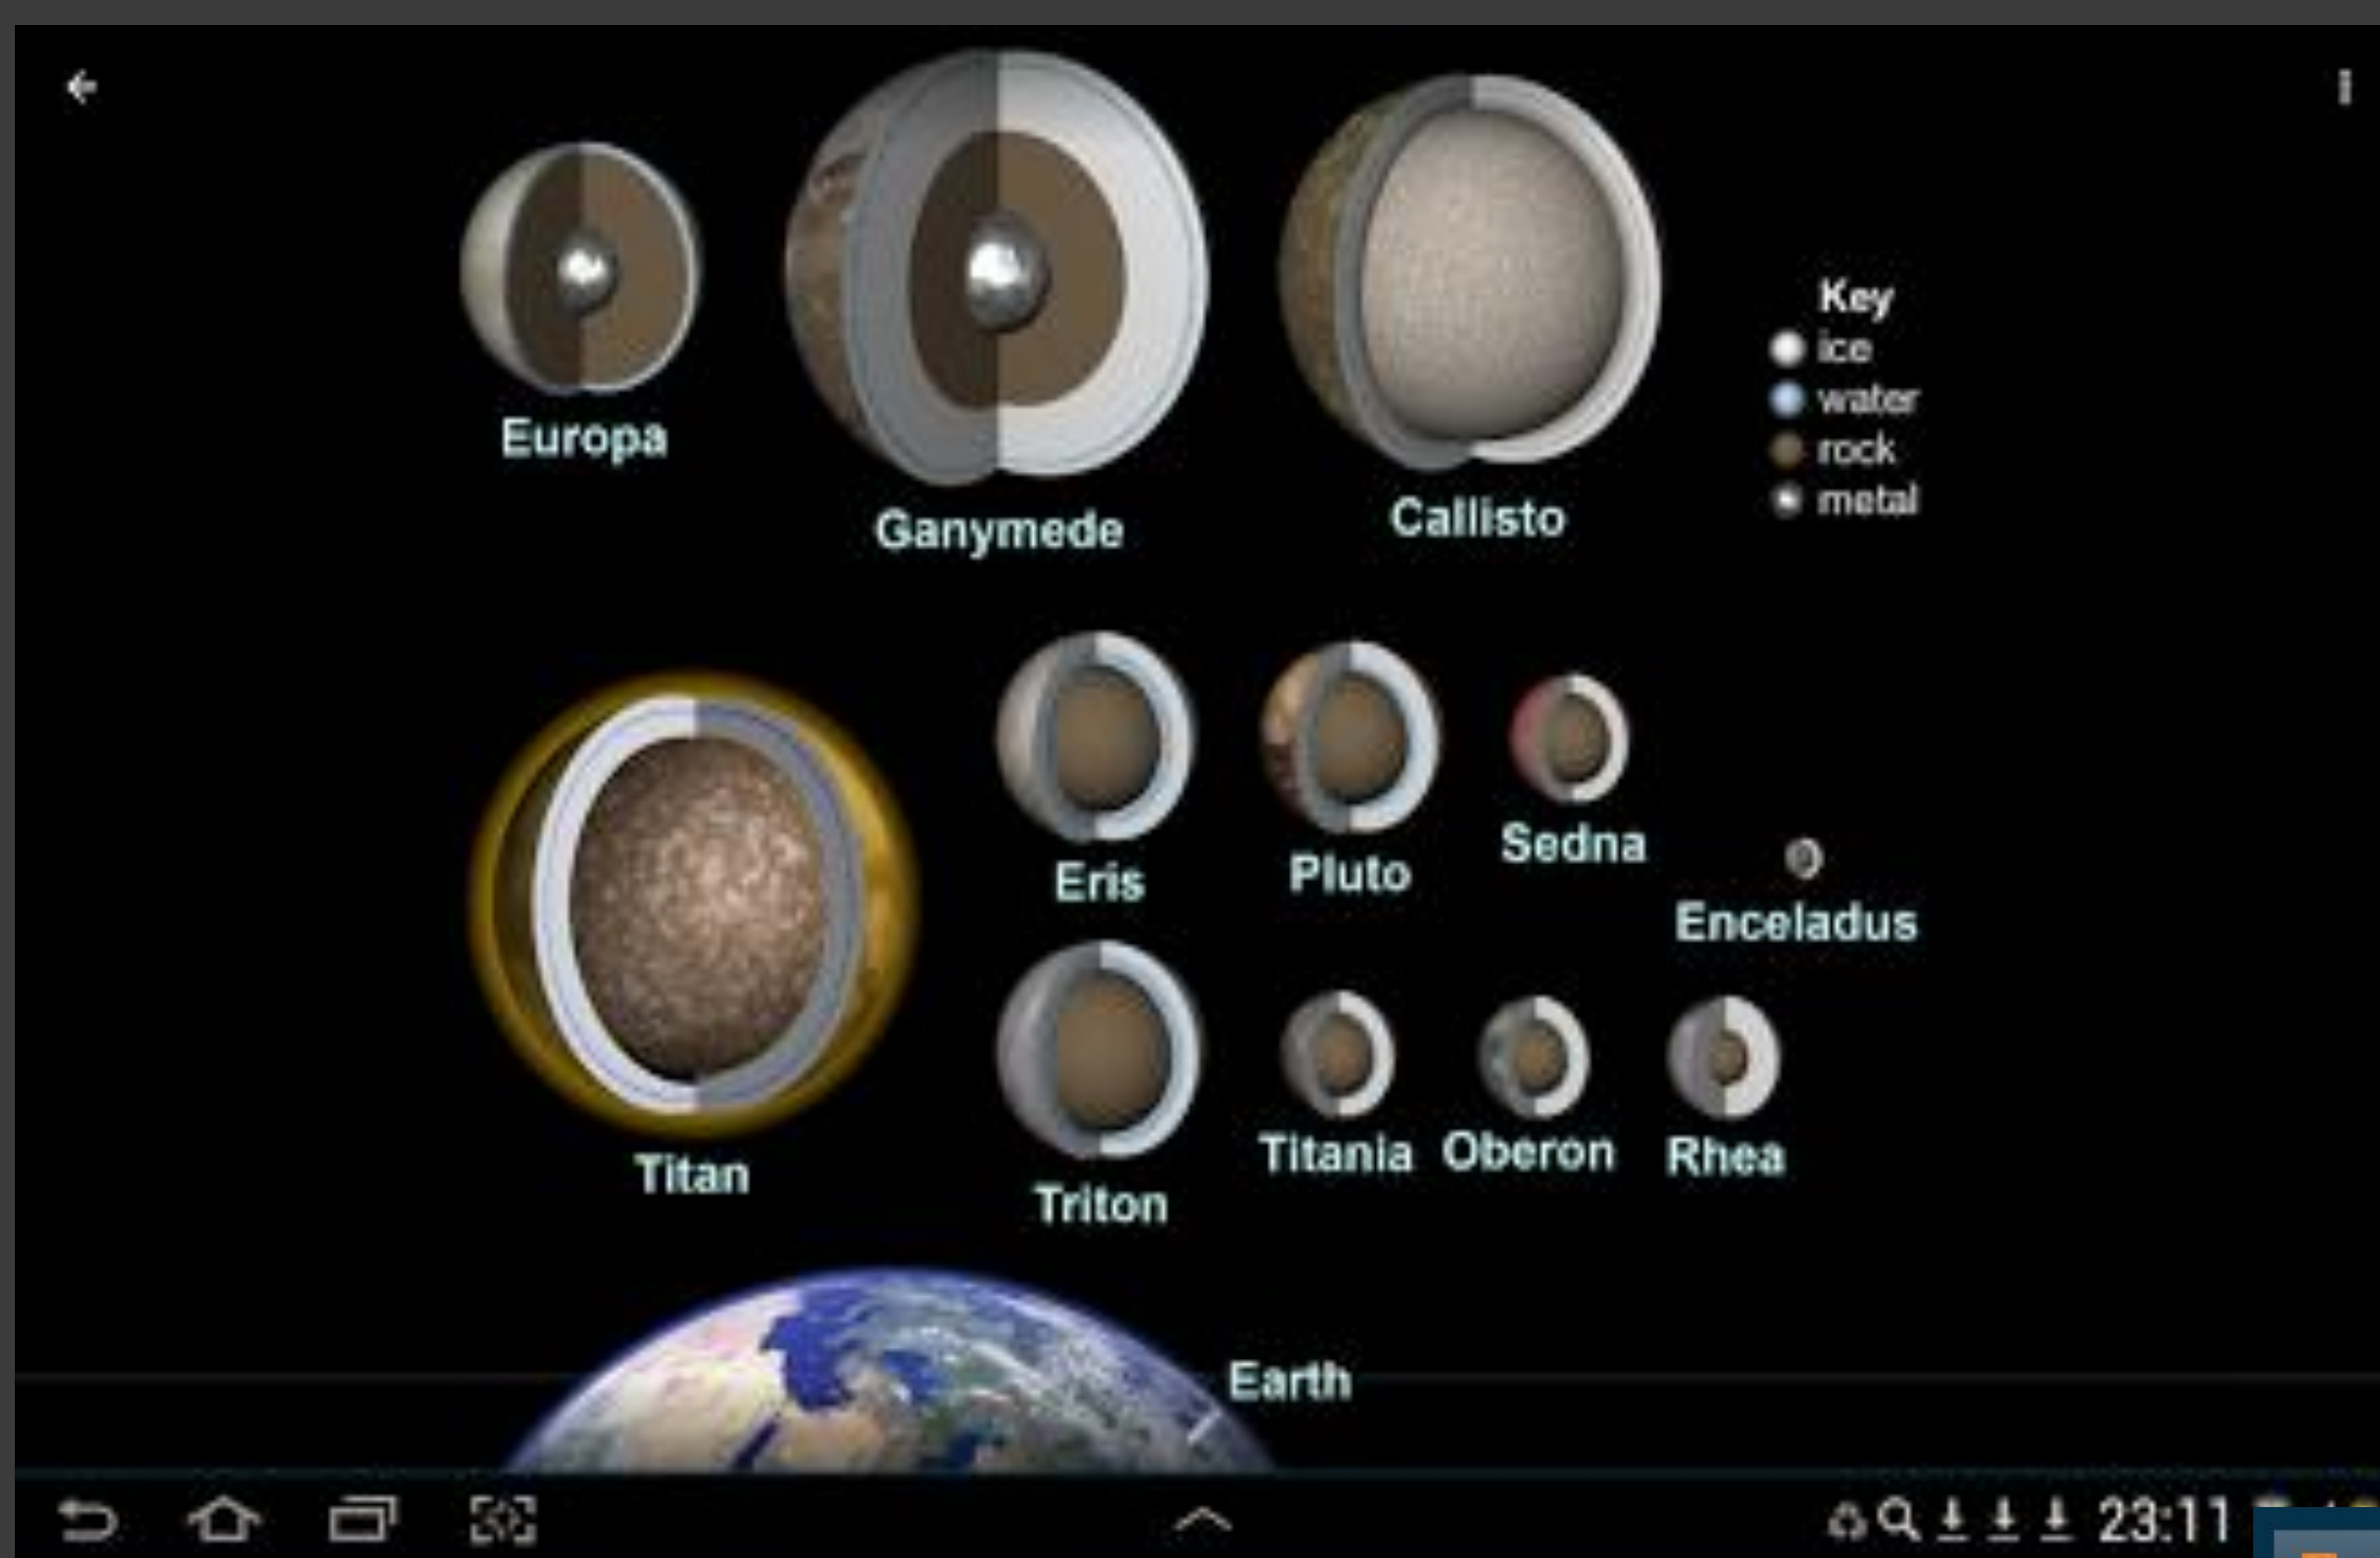 Europa
Ganymede
Callisto
Key
ice
water
rock
metal
Eris
Pluto
Sedna
Enceladus
Titan
Triton
Titania
Oberon
Rhea
Earth
23:11